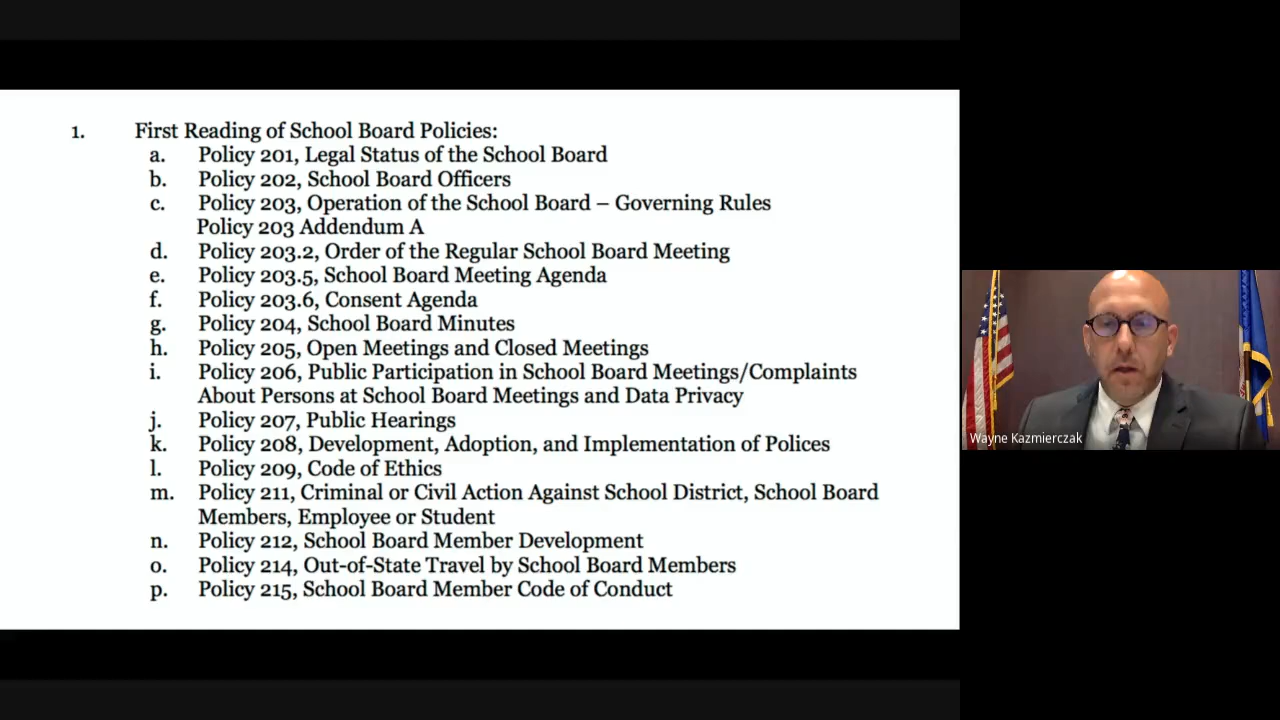 1. First Reading of School Board Policies:
a. Policy 201, Legal Status of the School Board
b. Policy 202, School Board Officers
c. Policy 203, Operation of the School Board – Governing Rules
Policy 203 Addendum A
d. Policy 203.2, Order of the Regular School Board Meeting
e. Policy 203.5, School Board Meeting Agenda
f. Policy 203.6, Consent Agenda
g. Policy 204, School Board Minutes
h. Policy 205, Open Meetings and Closed Meetings
i. Policy 206, Public Participation in School Board Meetings/Complaints
About Persons at School Board Meetings and Data Privacy
j. Policy 207, Public Hearings
k. Policy 208, Development, Adoption, and Implementation of Polices
l. Policy 209, Code of Ethics
m. Policy 211, Criminal or Civil Action Against School District, School Board
Members, Employee or Student
n. Policy 212, School Board Member Development
o. Policy 214, Out-of-State Travel by School Board Members
p. Policy 215, School Board Member Code of Conduct
Wayne Kazmierczak